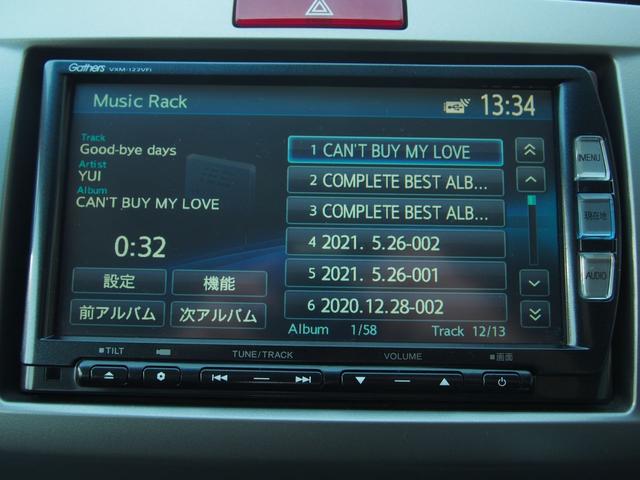 Gathers VXM-122VFi
Music Rack
13:34
Track
Good-bye days
Artist
YUI
Album
CAN'T BUY MY LOVE
0:32
設定
機能
前アルバム
次アルバム
1 CAN'T BUY MY LOVE
2 COMPLETE BEST ALB...
3 COMPLETE BEST ALB...
4 2021. 5.26-002
5 2021. 5.26-001
6 2020.12.28-002
Album 1/58 Track 12/13
MENU
現在地
AUDIO
TILT
TUNE/TRACK
VOLUME
画面